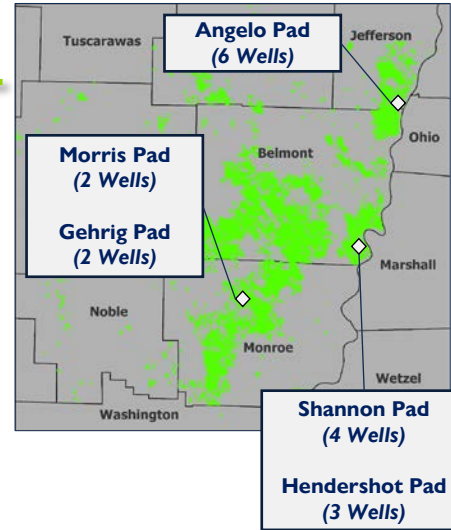 Angelo Pad
(6 Wells)
Tuscarawas
Jefferson
Ohio
Belmont
Morris Pad
(2 Wells)
Gehrig Pad
(2 Wells)
Marshall
Noble
Monroe
Wetzel
Washington
Shannon Pad
(4 Wells)
Hendershot Pad
(3 Wells)